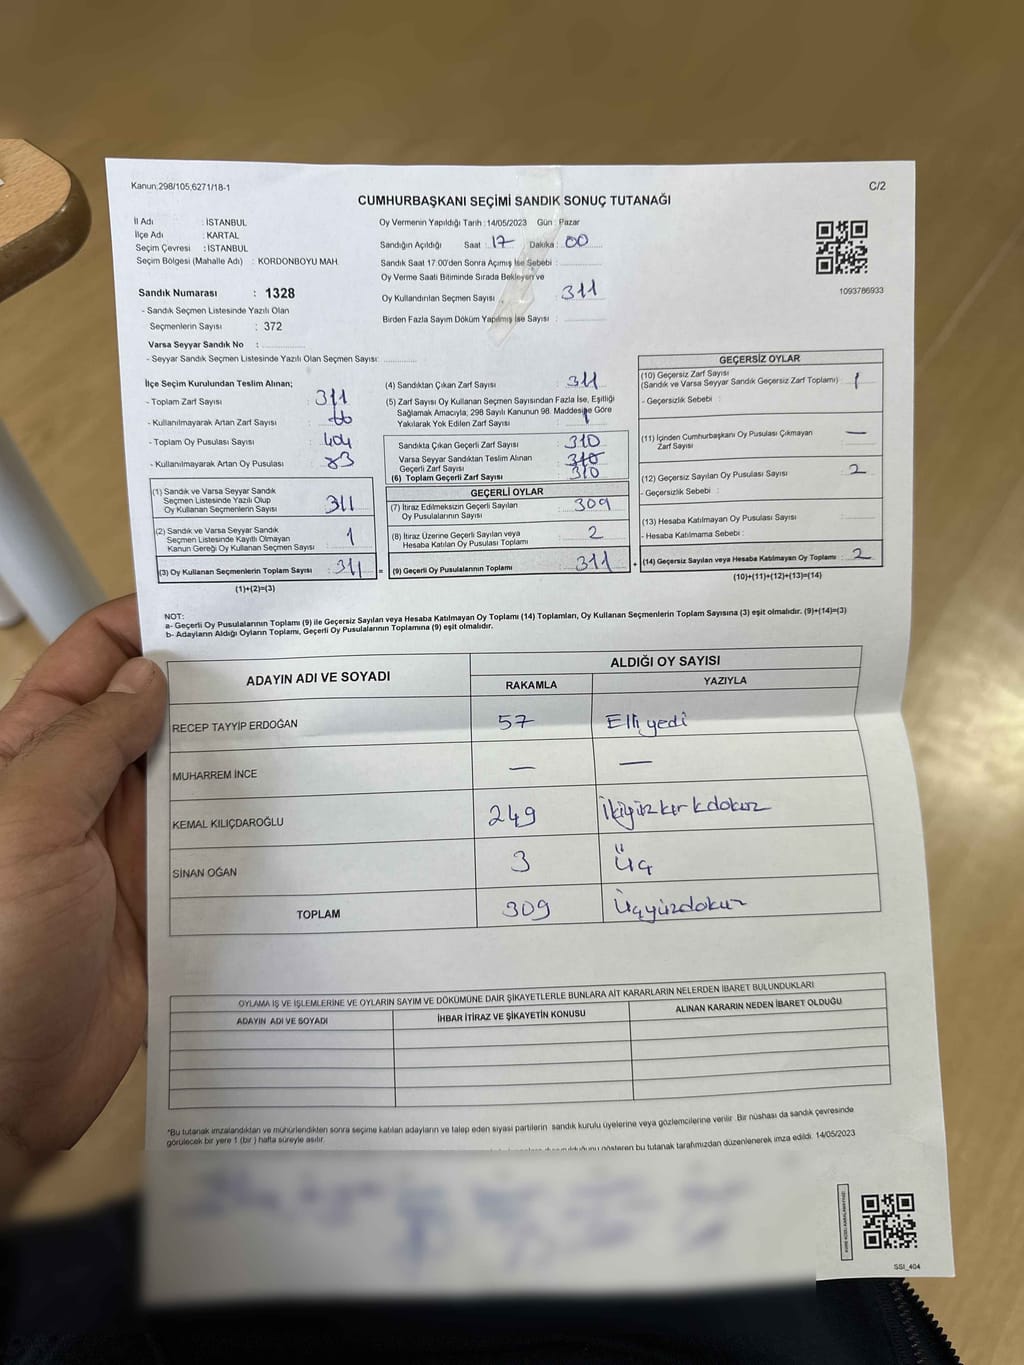 Kanun:298/105,6271/18-1
C/2
CUMHURBAŞKANI SEÇİMİ SANDIK SONUÇ TUTANAĞI
İl Adı : İSTANBUL
İlçe Adı : KARTAL
Seçim Çevresi : İSTANBUL
Seçim Bölgesi (Mahalle Adı) : KORDONBOYU MAH.
Sandık Numarası : 1328
- Sandık Seçmen Listesinde Yazılı Olan
Seçmenlerin Sayısı : 372
Varsa Seyyar Sandık No :
- Seyyar Sandık Seçmen Listesinde Yazılı Olan Seçmen Sayısı:
Oy Vermenin Yapıldığı Tarih :14/05/2023 Gün : Pazar
Sandığın Açıldığı Saat : 17 Dakika : 00
Sandık Saat 17:00'den Sonra Açımış İse Sebebi :
Oy Verme Saati Bitiminde Sırada Bekleyen ve
Oy Kullandırılan Seçmen Sayısı : 311
Birden Fazla Sayım Döküm Yapılmış İse Sayısı :
1093786933
İlçe Seçim Kurulundan Teslim Alınan;
- Toplam Zarf Sayısı : 311
- Kullanılmayarak Artan Zarf Sayısı :
- Toplam Oy Pusulası Sayısı : 404
- Kullanılmayarak Artan Oy Pusulası : 83
(1) Sandık ve Varsa Seyyar Sandık
Seçmen Listesinde Yazılı Olup
Oy Kullanan Seçmenlerin Sayısı : 311
(2) Sandık ve Varsa Seyyar Sandık
Seçmen Listesinde Kayıtlı Olmayan
Kanun Gereği Oy Kullanan Seçmen Sayısı : 1
(3) Oy Kullanan Seçmenlerin Toplam Sayısı : 311 =
(1)+(2)=(3)
(4) Sandıktan Çıkan Zarf Sayısı : 311
(5) Zarf Sayısı Oy Kullanan Seçmen Sayısından Fazla İse, Eşitliği
Sağlamak Amacıyla; 298 Sayılı Kanunun 98. Maddesine Göre
Yakılarak Yok Edilen Zarf Sayısı : 1
Sandıkta Çıkan Geçerli Zarf Sayısı : 310
Varsa Seyyar Sandıktan Teslim Alınan
Geçerli Zarf Sayısı : 310
(6) Toplam Geçerli Zarf Sayısı : 310
GEÇERLİ OYLAR
(7) İtiraz Edilmeksizin Geçerli Sayılan
Oy Pusulalarının Sayısı : 309
(8) İtiraz Üzerine Geçerli Sayılan veya
Hesaba Katılan Oy Pusulası Toplamı : 2
(9) Geçerli Oy Pusulalarının Toplamı : 311 +
GEÇERSİZ OYLAR
(10) Geçersiz Zarf Sayısı
(Sandık ve Varsa Seyyar Sandık Geçersiz Zarf Toplamı) : 1
- Geçersizlik Sebebi :
(11) İçinden Cumhurbaşkanı Oy Pusulası Çıkmayan
Zarf Sayısı : —
(12) Geçersiz Sayılan Oy Pusulası Sayısı : 2
- Geçersizlik Sebebi :
(13) Hesaba Katılmayan Oy Pusulası Sayısı :
- Hesaba Katılmama Sebebi :
(14) Geçersiz Sayılan veya Hesaba Katılmayan Oy Toplamı : 2
(10)+(11)+(12)+(13)=(14)
NOT:
a- Geçerli Oy Pusulalarının Toplamı (9) ile Geçersiz Sayılan veya Hesaba Katılmayan Oy Toplamı (14) Toplamları, Oy Kullanan Seçmenlerin Toplam Sayısına (3) eşit olmalıdır. (9)+(14)=(3)
b- Adayların Aldığı Oyların Toplamı, Geçerli Oy Pusulalarının Toplamına (9) eşit olmalıdır.
ADAYIN ADI VE SOYADI ALDIĞI OY SAYISI
RAKAMLA YAZIYLA
RECEP TAYYİP ERDOĞAN 57 Elli yedi
MUHARREM İNCE — —
KEMAL KILIÇDAROĞLU 249 İkiyüzkırkdokuz
SİNAN OĞAN 3 Üç
TOPLAM 309 Üçyüzdokuz
OYLAMA İŞ VE İŞLEMLERİNE VE OYLARIN SAYIM VE DÖKÜMÜNE DAİR ŞİKAYETLERLE BUNLARA AİT KARARLARIN NELERDEN İBARET BULUNDUKLARI
ADAYIN ADI VE SOYADI İHBAR İTİRAZ VE ŞİKAYETİN KONUSU ALINAN KARARIN NEDEN İBARET OLDUĞU
*Bu tutanak imzalandıktan ve mühürlendikten sonra seçime katılan adayların ve talep eden siyasi partilerin sandık kurulu üyelerine veya gözlemcilerine verilir. Bir nüshası da sandık çevresinde
görülecek bir yere 1 (bir) hafta süreyle asılır.
gösteren bu tutanak tarafımızdan düzenlenerek imza edildi. 14/05/2023
SSI_404